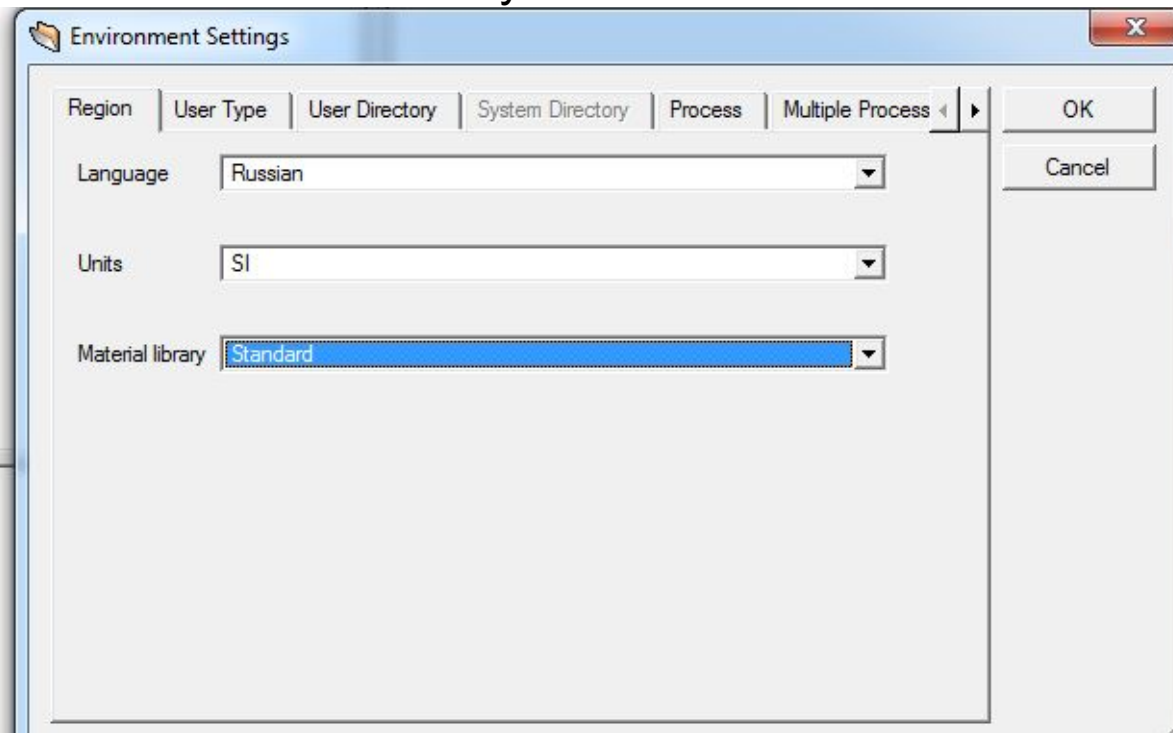 Environment Settings
Region User Type User Directory System Directory Process Multiple Process OK
Language Russian Cancel
Units SI
Material library Standard